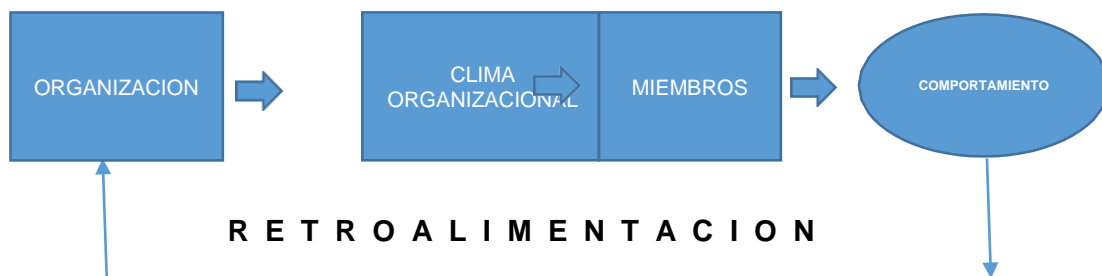 ORGANIZACION
CLIMA
ORGANIZACIONAL
MIEMBROS
COMPORTAMIENTO
R E T R O A L I M E N T A C I O N